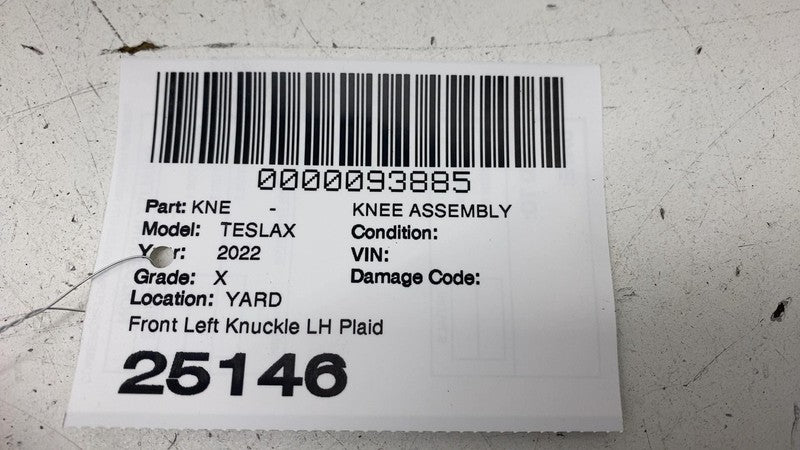 0000093885
Part: KNE - KNEE ASSEMBLY
Model: TESLAX Condition:
2022 VIN:
Grade: X Damage Code:
Location: YARD
Front Left Knuckle LH Plaid
25146